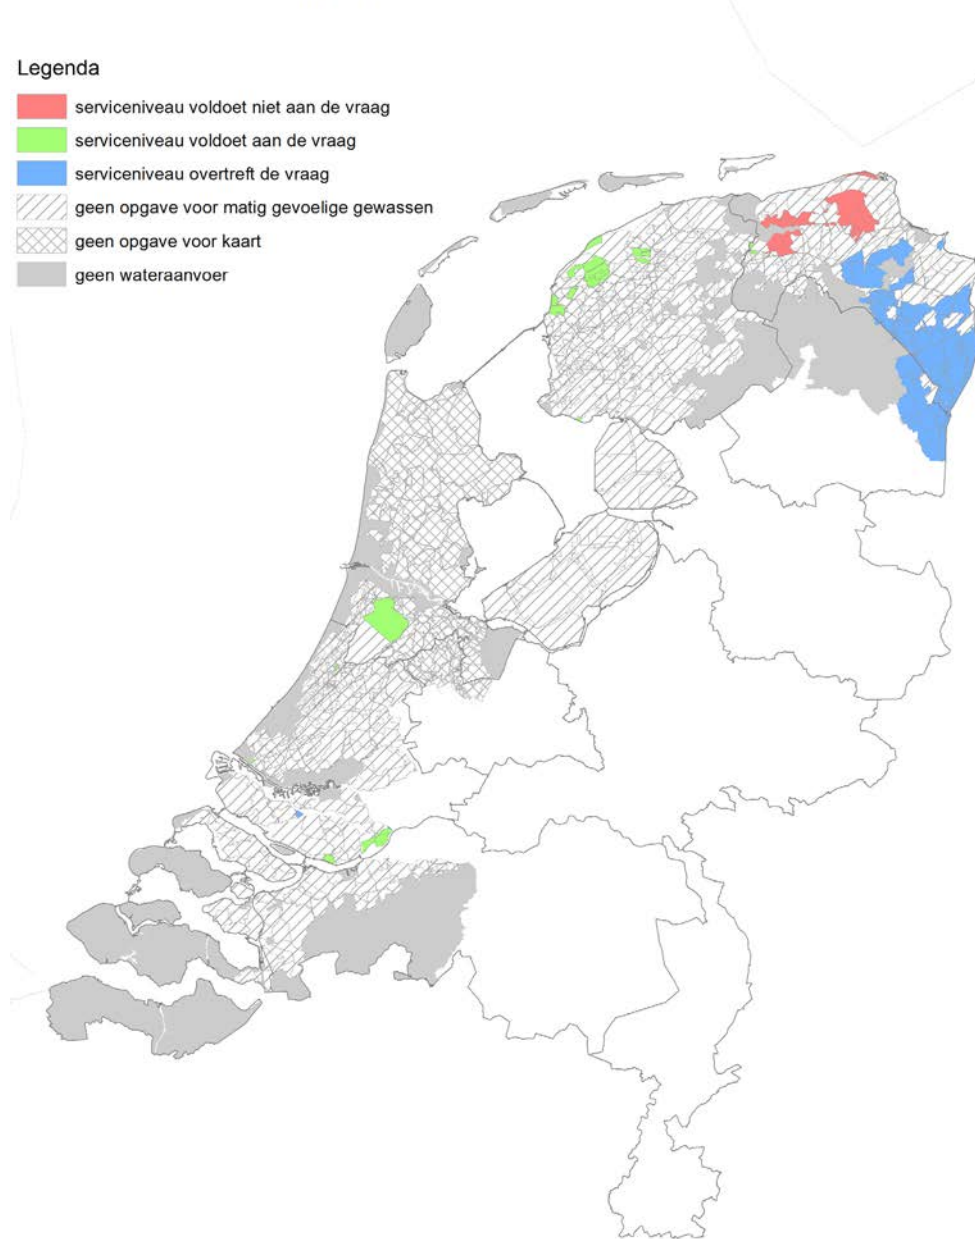 Legenda
serviceniveau voldoet niet aan de vraag
serviceniveau voldoet aan de vraag
serviceniveau overtreft de vraag
geen opgave voor matig gevoelige gewassen
geen opgave voor kaart
geen wateraanvoer